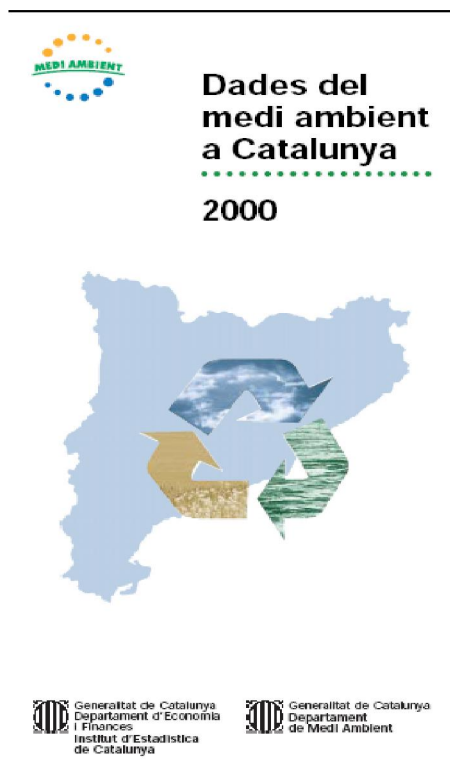 MEDI AMBIENT
Dades del
medi ambient
a Catalunya
2000
Generalitat de Catalunya
Departament d'Economia
i Finances
Institut d'Estadística
de Catalunya
Generalitat de Catalunya
Departament
de Medi Ambient